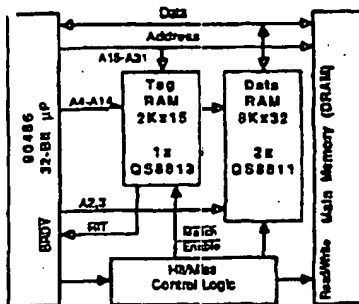 Data
Address
A15-A31
80486
32-Bit µP
A4-A14
Tag
RAM
2Kx15
1x
QS8813
Data
RAM
8Kx32
2x
QS8811
Main Memory (DRAM)
Read/Write
A2,3
BRDY
HIT
Match
Enable
Hit/Miss
Control Logic